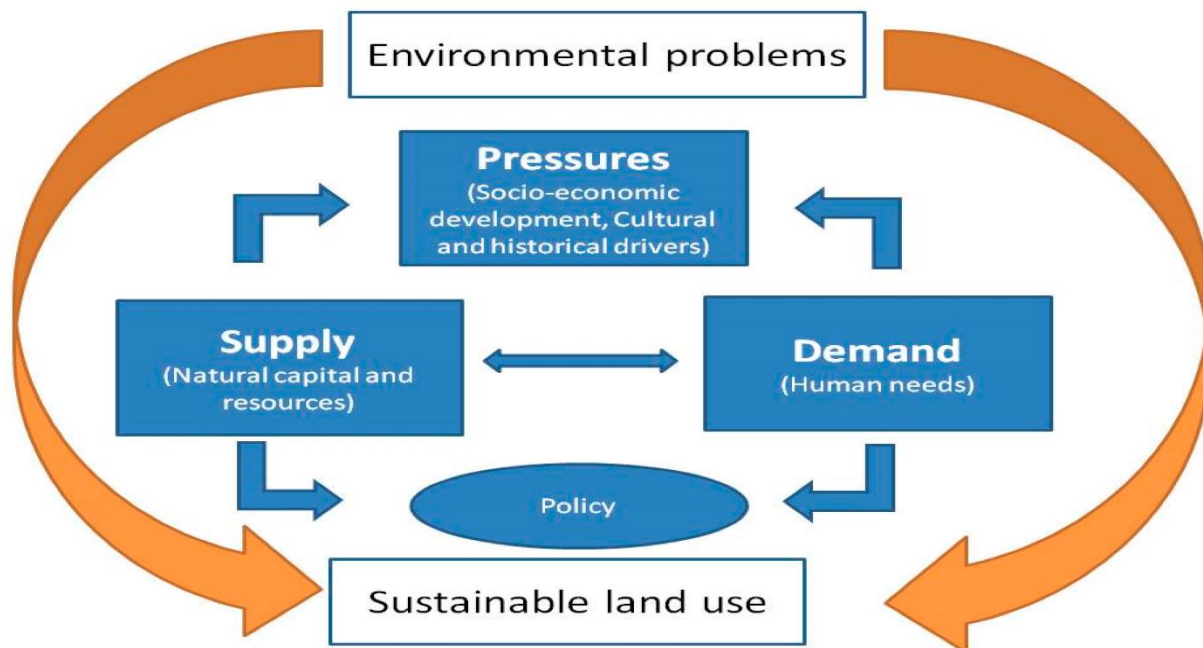 Environmental problems
Pressures
(Socio-economic
development, Cultural
and historical drivers)
Supply
(Natural capital and
resources)
Demand
(Human needs)
Policy
Sustainable land use